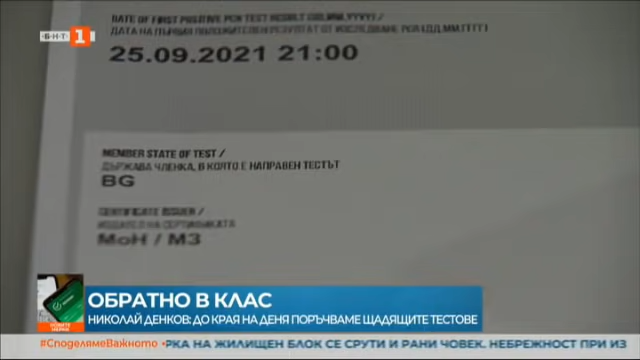 БНТ 1
DATE OF FIRST POSITIVE PCR TEST RESULT (DD.MM.YYYY) /
ДАТА НА ПЪРВИЯ ПОЛОЖИТЕЛЕН РЕЗУЛТАТ ОТ ИЗСЛЕДВАНЕ PCR (ДД.ММ.ГГГГ)
25.09.2021 21:00
MEMBER STATE OF TEST /
ДЪРЖАВА ЧЛЕНКА, В КОЯТО Е НАПРАВЕН ТЕСТЪТ
BG
CERTIFICATE ISSUER /
ИЗДАТЕЛ НА СЕРТИФИКАТА
MoH / МЗ
ОБРАТНО В КЛАС
НИКОЛАЙ ДЕНКОВ: ДО КРАЯ НА ДЕНЯ ПОРЪЧВАМЕ ЩАДЯЩИТЕ ТЕСТОВЕ
НОВИТЕ МЕРКИ
#СподелямеВажното РКА НА ЖИЛИЩЕН БЛОК СЕ СРУТИ И РАНИ ЧОВЕК. НЕБРЕЖНОСТ ПРИ ИЗ